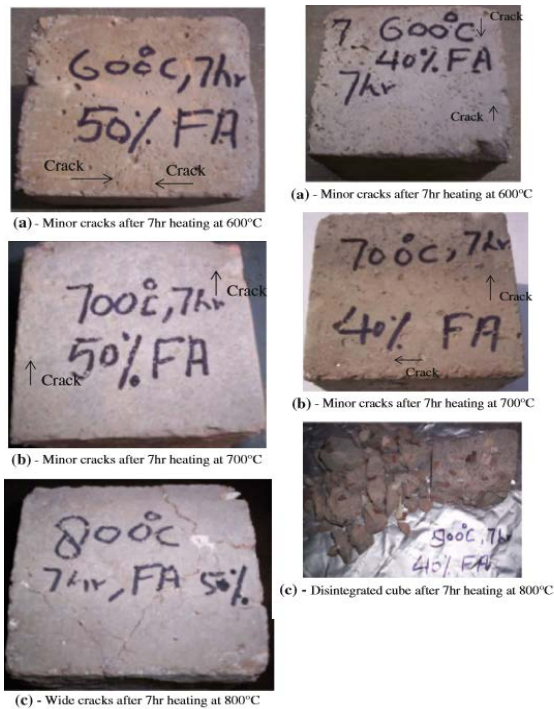 600°C, 7hr
50% FA
Crack
Crack
(a) - Minor cracks after 7hr heating at 600°C
700°C, 7hr
Crack
50% FA
Crack
(b) - Minor cracks after 7hr heating at 700°C
800°C
7hr, FA 50%
(c) - Wide cracks after 7hr heating at 800°C
7 600°C
Crack
40% FA
7hr
Crack
(a) - Minor cracks after 7hr heating at 600°C
700°C, 7hr
Crack
40% FA
Crack
(b) - Minor cracks after 7hr heating at 700°C
800°C, 7hr
40% FA
(c) - Disintegrated cube after 7hr heating at 800°C